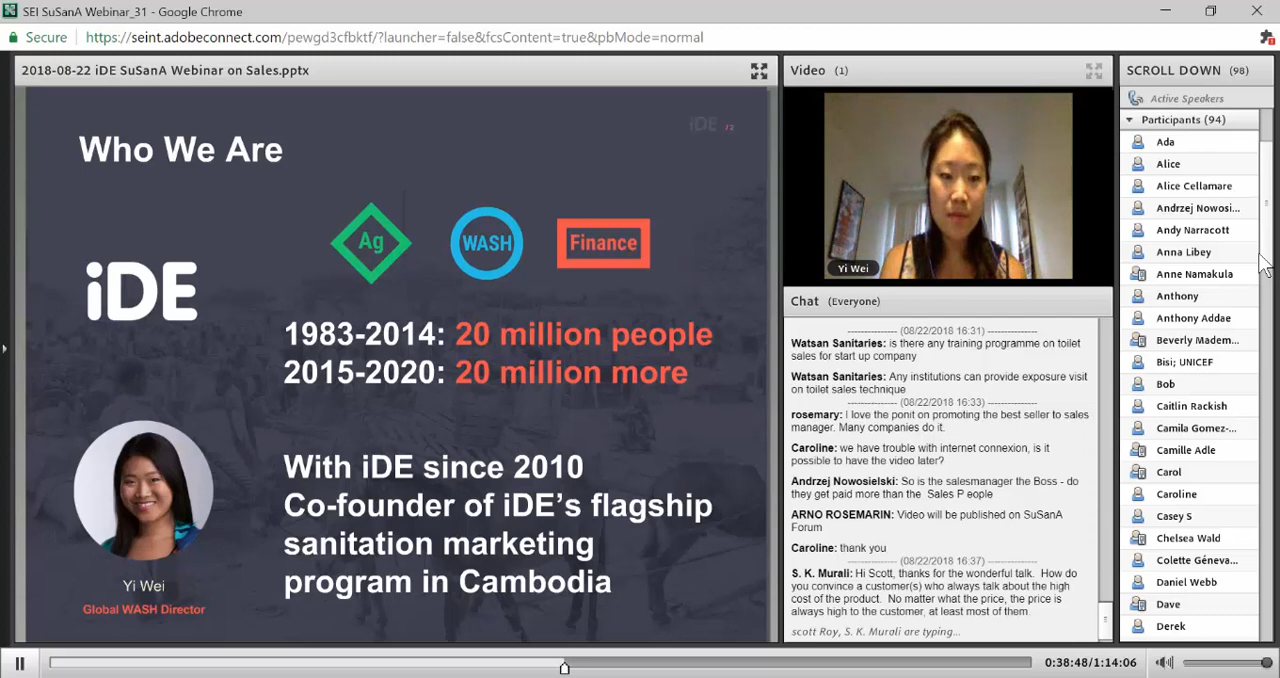 SEI SuSanA Webinar_31 - Google Chrome
Secure
https://seint.adobeconnect.com/pewgd3cfbktf/?launcher=false&fcsContent=true&pbMode=normal
2018-08-22 iDE SuSanA Webinar on Sales.pptx
iDE /2
Who We Are
Ag
WASH
Finance
iDE
1983-2014: 20 million people
2015-2020: 20 million more
With iDE since 2010
Co-founder of iDE's flagship
sanitation marketing
program in Cambodia
Yi Wei
Global WASH Director
Video (1)
Yi Wei
Chat (Everyone)
--------------- (08/22/2018 16:31) ---------------
Watsan Sanitaries: is there any training programme on toilet
sales for start up company
Watsan Sanitaries: Any institutions can provide exposure visit
on toilet sales technique
--------------- (08/22/2018 16:33) ---------------
rosemary: I love the ponit on promoting the best seller to sales
manager. Many companies do it.
Caroline: we have trouble with internet connexion, is it
possible to have the video later?
Andrzej Nowosielski: So is the salesmanager the Boss - do
they get paid more than the Sales P eople
ARNO ROSEMARIN: Video will be published on SuSanA
Forum
Caroline: thank you
--------------- (08/22/2018 16:37) ---------------
S. K. Murali: Hi Scott, thanks for the wonderful talk. How do
you convince a customer(s) who always talk about the high
cost of the product. No matter what the price, the price is
always high to the customer, at least most of them.
scott Roy, S. K. Murali are typing...
SCROLL DOWN (98)
Active Speakers
Participants (94)
Ada
Alice
Alice Cellamare
Andrzej Nowosi...
Andy Narracott
Anna Libey
Anne Namakula
Anthony
Anthony Addae
Beverly Madem...
Bisi; UNICEF
Bob
Caitlin Rackish
Camila Gomez-...
Camille Adle
Carol
Caroline
Casey S
Chelsea Wald
Colette Géneva...
Daniel Webb
Dave
Derek
0:38:48/1:14:06